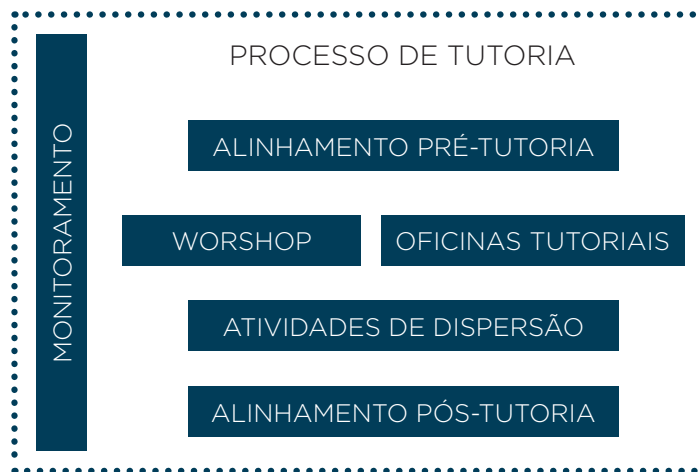 PROCESSO DE TUTORIA
MONITORAMENTO
ALINHAMENTO PRÉ-TUTORIA
WORSHOP
OFICINAS TUTORIAIS
ATIVIDADES DE DISPERSÃO
ALINHAMENTO PÓS-TUTORIA